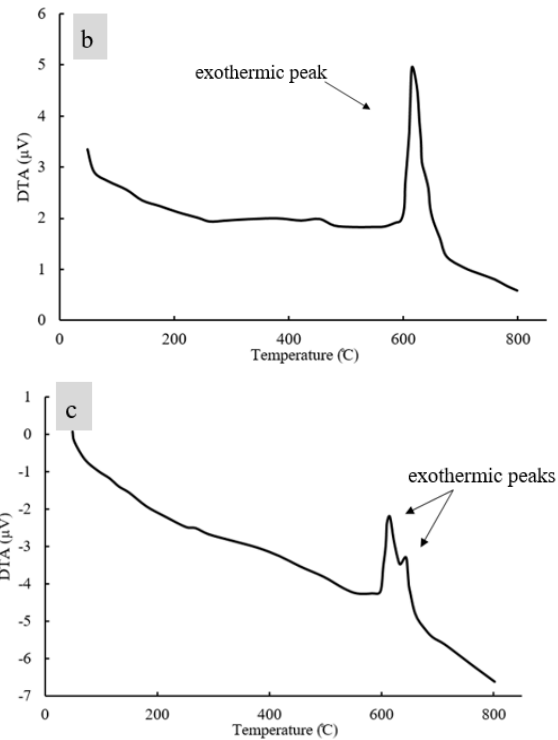 b
6
5
4
3
2
1
0
DTA (µV)
exothermic peak
0 200 400 600 800
Temperature (℃)
c
1
0
-1
-2
-3
-4
-5
-6
-7
DTA (µV)
exothermic peaks
0 200 400 600 800
Temperature (℃)